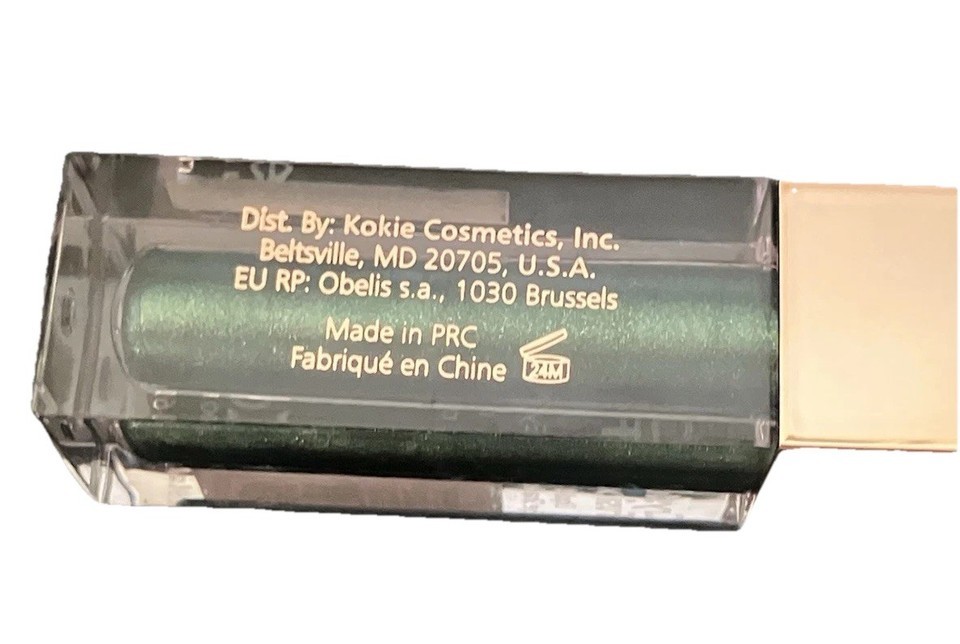 Dist. By: Kokie Cosmetics, Inc.
Beltsville, MD 20705, U.S.A.
EU RP: Obelis s.a., 1030 Brussels
Made in PRC
Fabriqué en Chine
24M